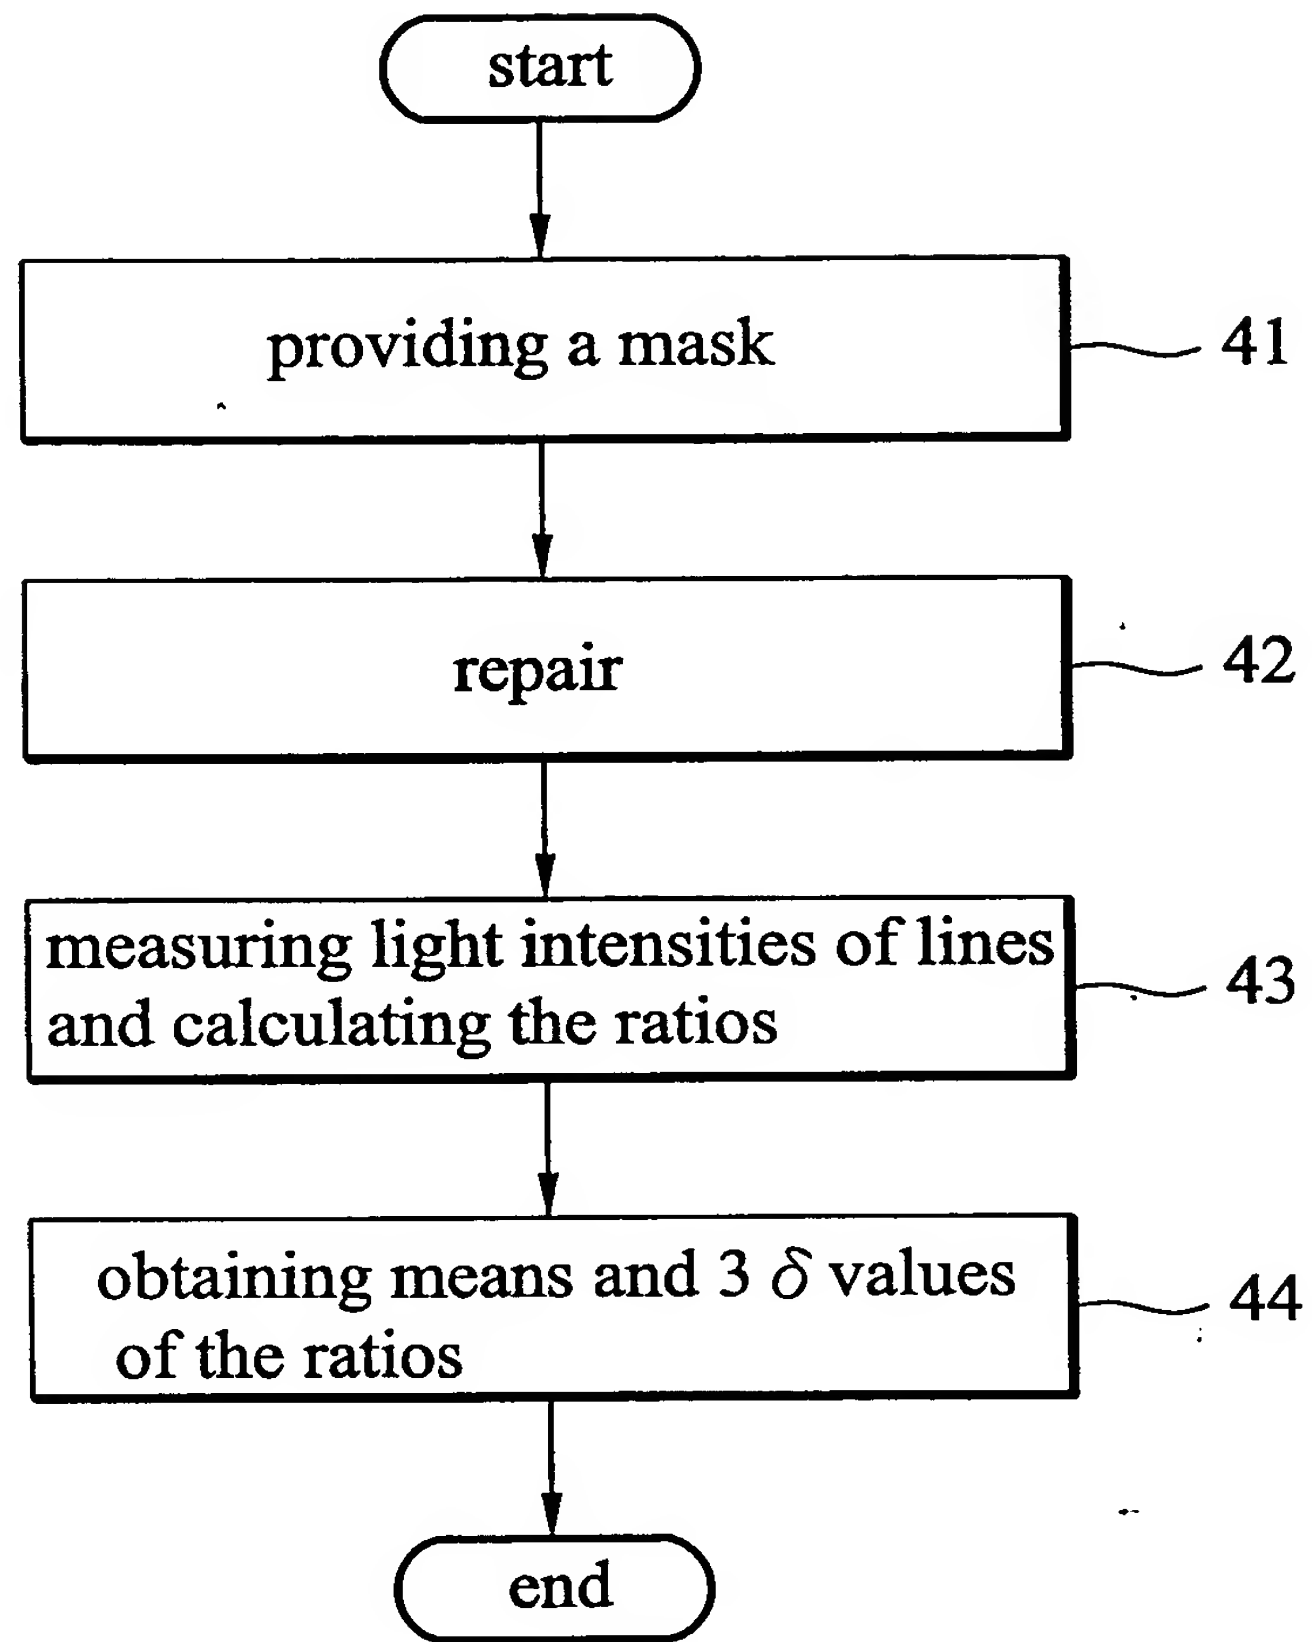 start
providing a mask
41
repair
42
measuring light intensities of lines
and calculating the ratios
43
obtaining means and 3 δ values
of the ratios
44
end